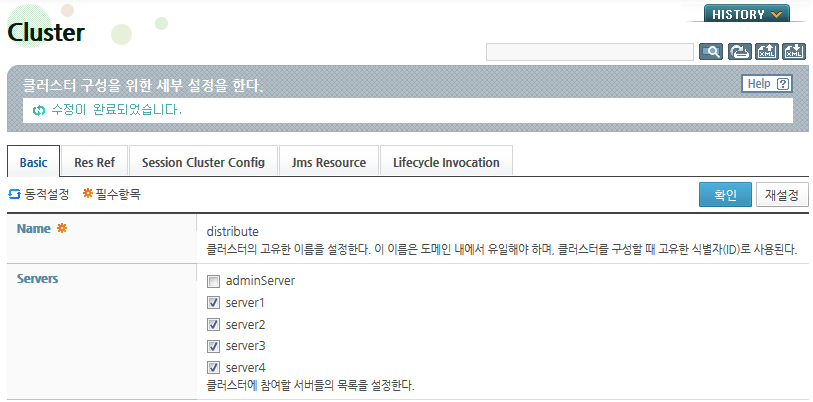 HISTORY
Cluster
XML
XML
클러스터 구성을 위한 세부 설정을 한다.
Help ?
수정이 완료되었습니다.
Basic Res Ref Session Cluster Config Jms Resource Lifecycle Invocation
동적설정 필수항목 확인 재설정
Name
distribute
클러스터의 고유한 이름을 설정한다. 이 이름은 도메인 내에서 유일해야 하며, 클러스터를 구성할 때 고유한 식별자(ID)로 사용된다.
Servers
adminServer
server1
server2
server3
server4
클러스터에 참여할 서버들의 목록을 설정한다.